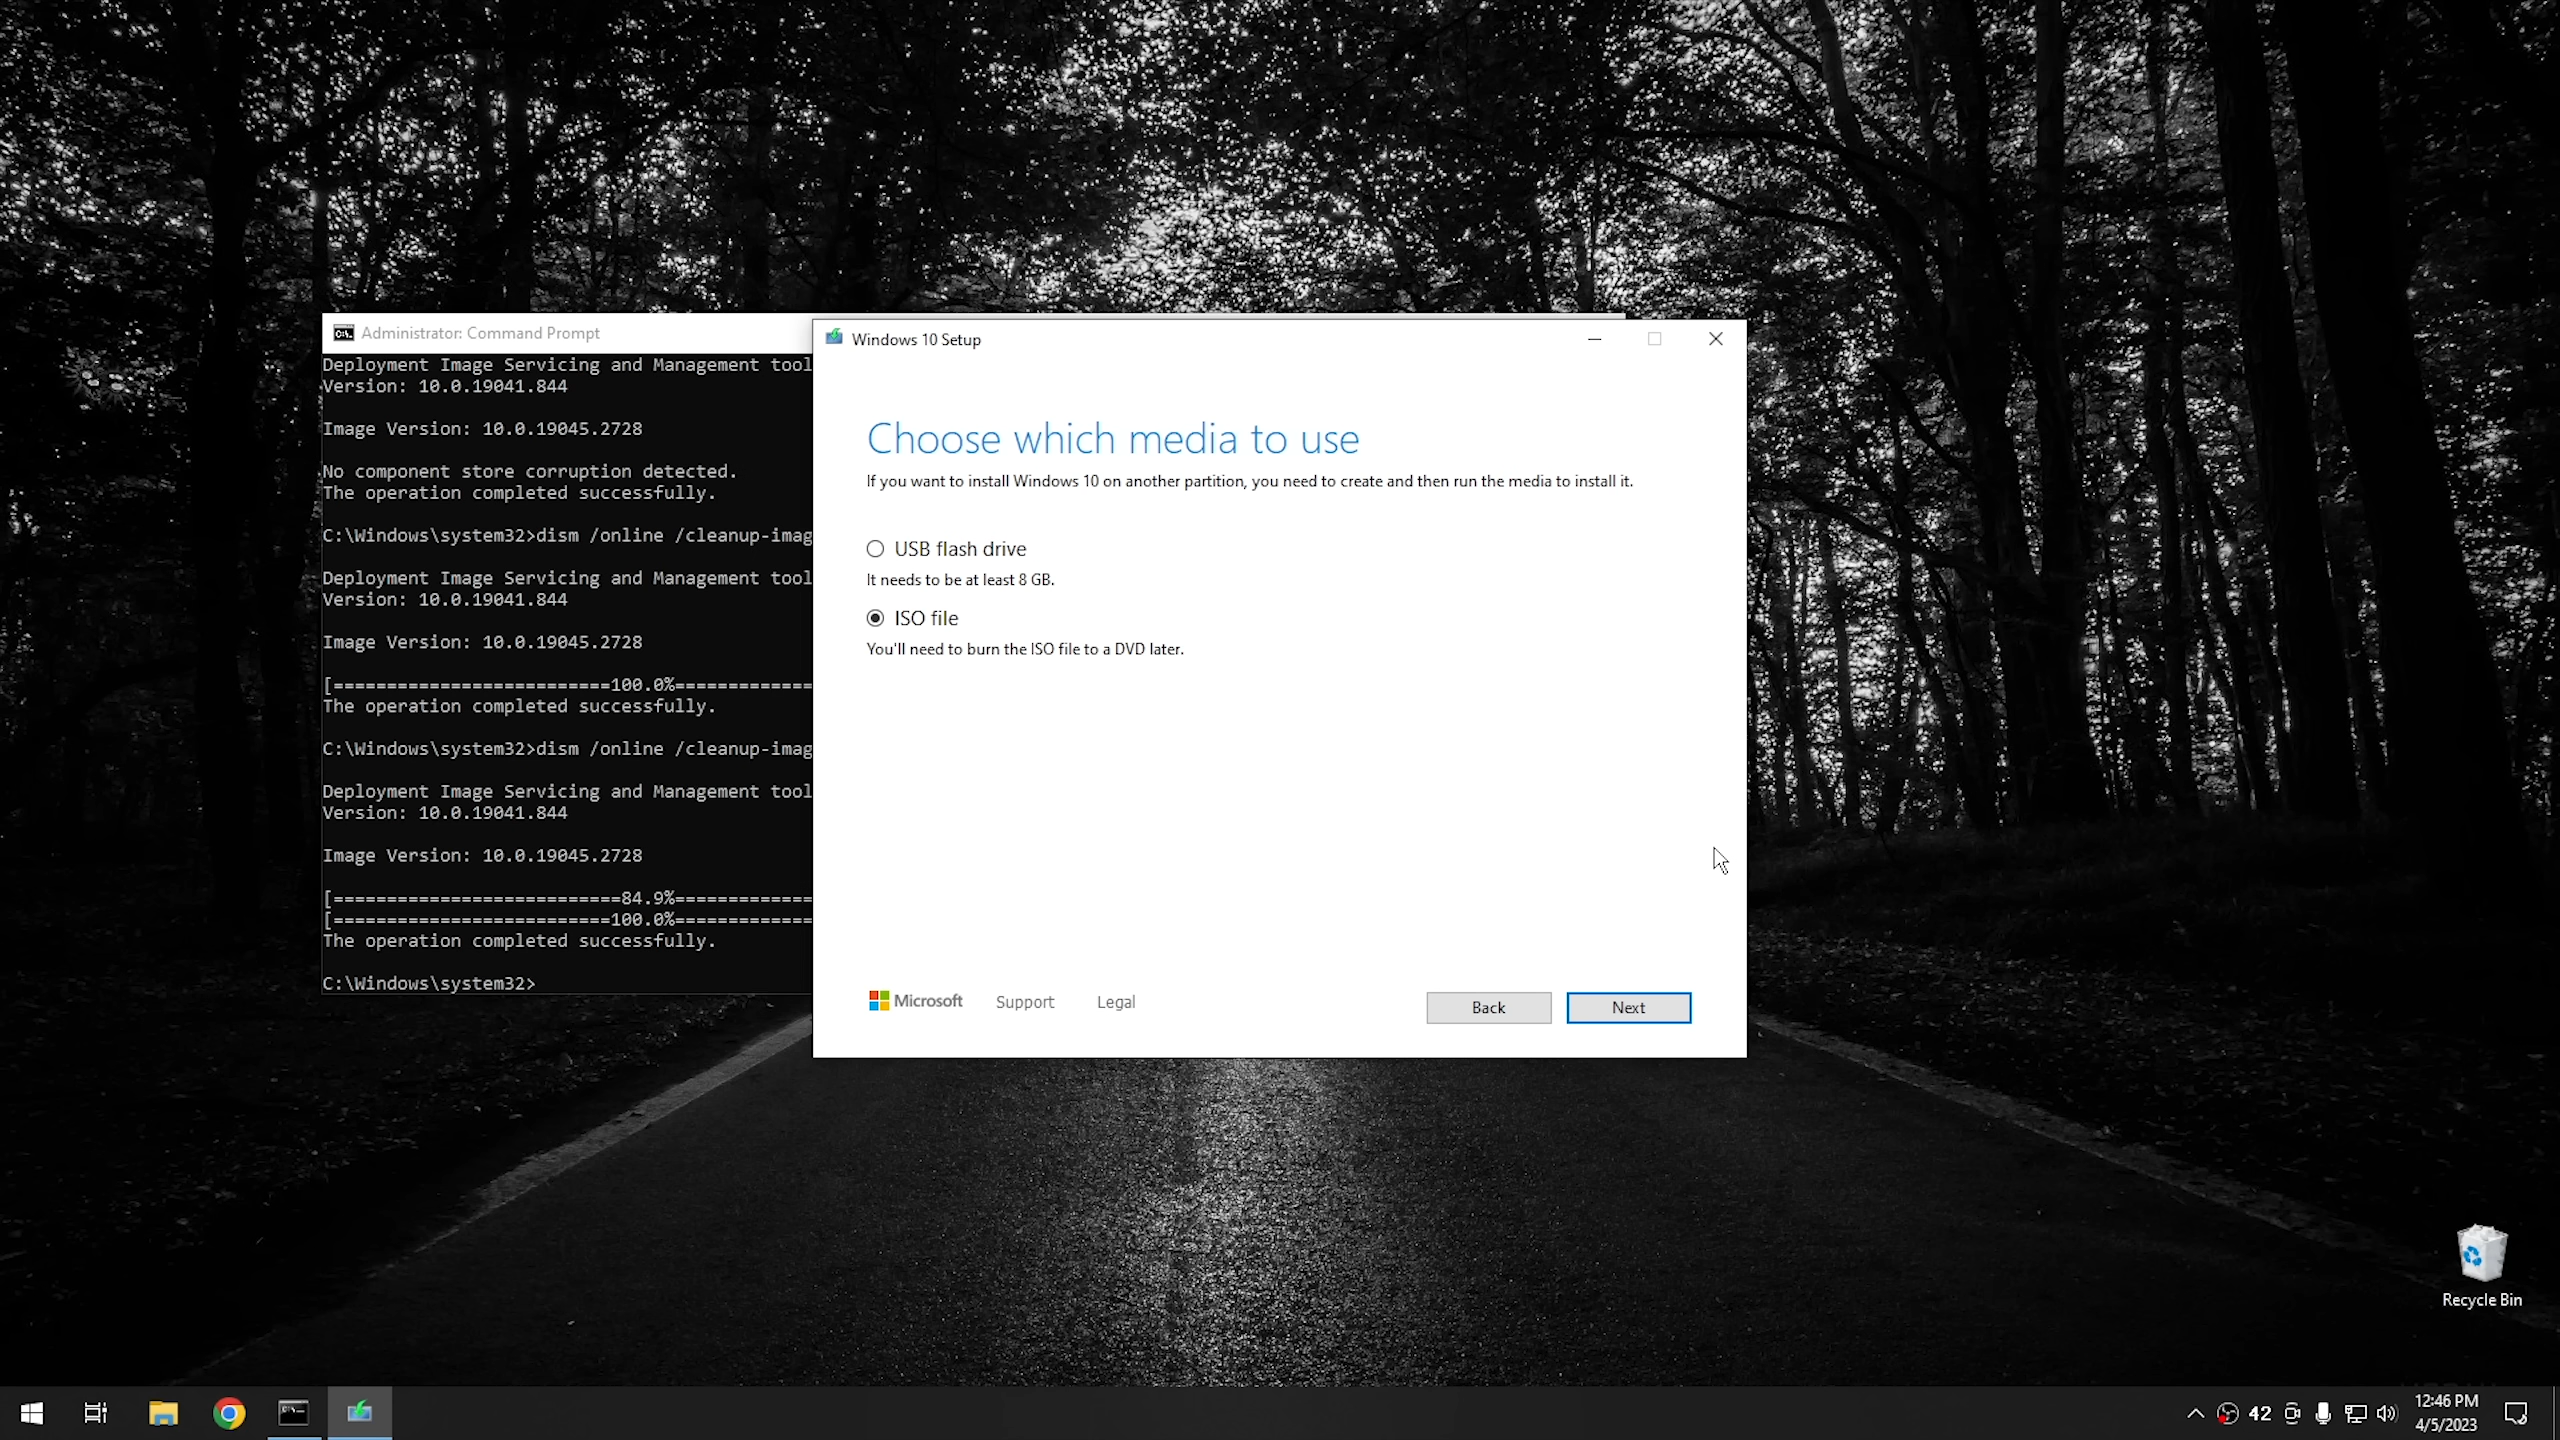 Administrator: Command Prompt
Deployment Image Servicing and Management tool
Version: 10.0.19041.844
Image Version: 10.0.19045.2728
No component store corruption detected.
The operation completed successfully.
C:\Windows\system32>dism /online /cleanup-imag
Deployment Image Servicing and Management tool
Version: 10.0.19041.844
Image Version: 10.0.19045.2728
[==========================100.0%=============
The operation completed successfully.
C:\Windows\system32>dism /online /cleanup-imag
Deployment Image Servicing and Management tool
Version: 10.0.19041.844
Image Version: 10.0.19045.2728
[===========================84.9%=============
[==========================100.0%=============
The operation completed successfully.
C:\Windows\system32>
Windows 10 Setup
Choose which media to use
If you want to install Windows 10 on another partition, you need to create and then run the media to install it.
USB flash drive
It needs to be at least 8 GB.
ISO file
You'll need to burn the ISO file to a DVD later.
Microsoft Support Legal
Back Next
Recycle Bin
42
12:46 PM
4/5/2023